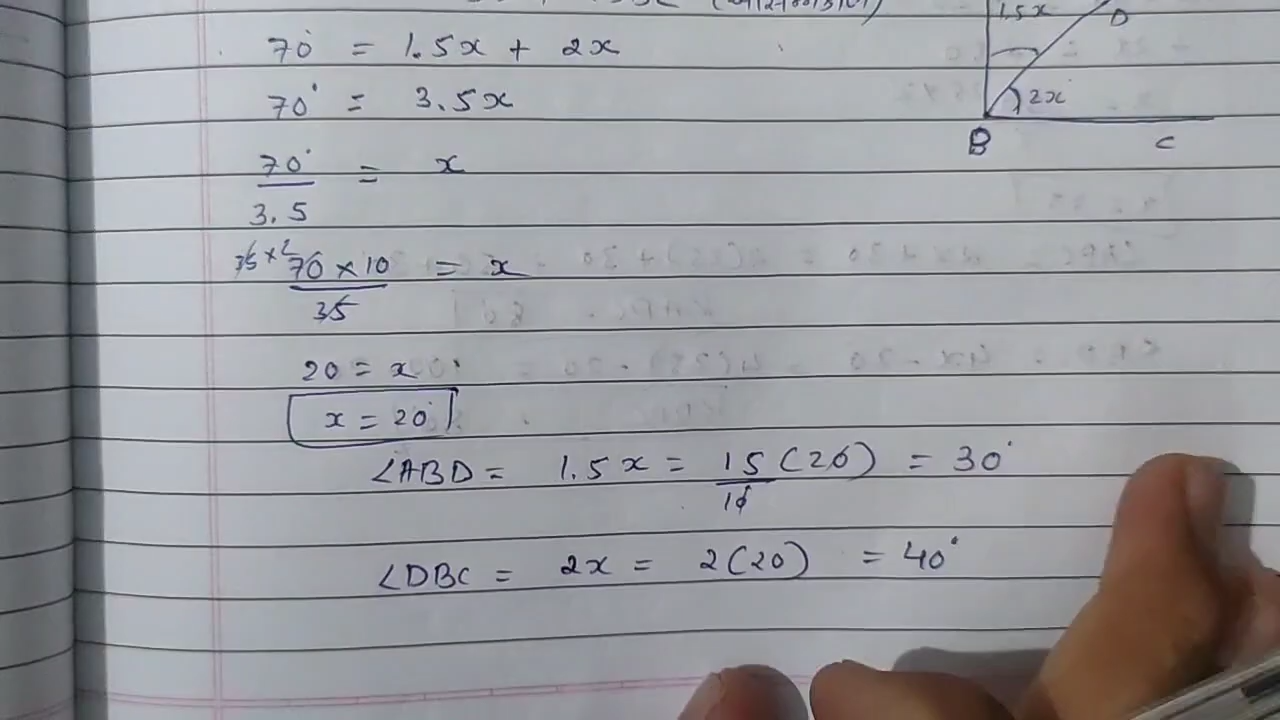 70° = 1.5x + 2x
70° = 3.5x
70° = x
3.5
35×2 70 × 10 = x
35
20 = x
x = 20°
∠ABD = 1.5x = 15 (20) = 30°
10
∠DBC = 2x = 2(20) = 40°
1.5x
D
2x
B
C